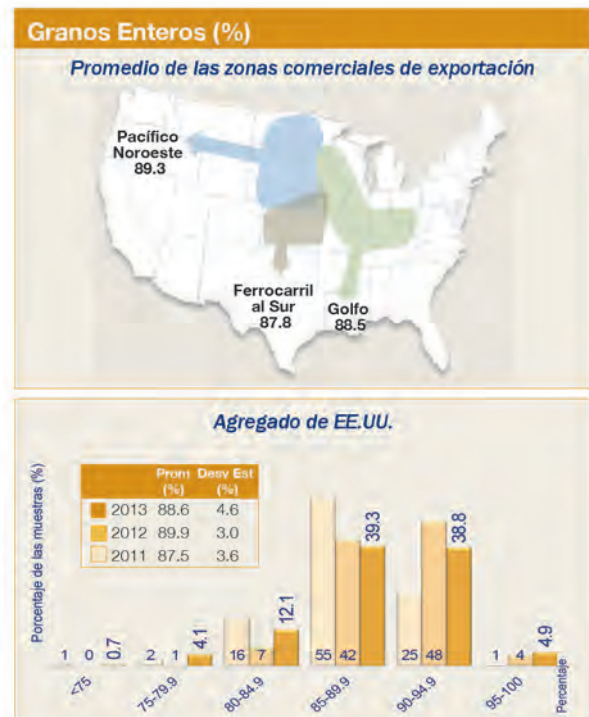 Granos Enteros (%)
Promedio de las zonas comerciales de exportación
Pacífico
Noroeste
89.3
Ferrocarril
al Sur
87.8
Golfo
88.5
Agregado de EE.UU.
Prom Desv Est
(%) (%)
2013 88.6 4.6
2012 89.9 3.0
2011 87.5 3.6
Porcentaje de las muestras (%)
1 0 0.7
2 1 4.1
16 7 12.1
55 42 39.3
25 48 38.8
1 4 4.9
<75 75-79.9 80-84.9 85-89.9 90-94.9 95-100
Percentaje